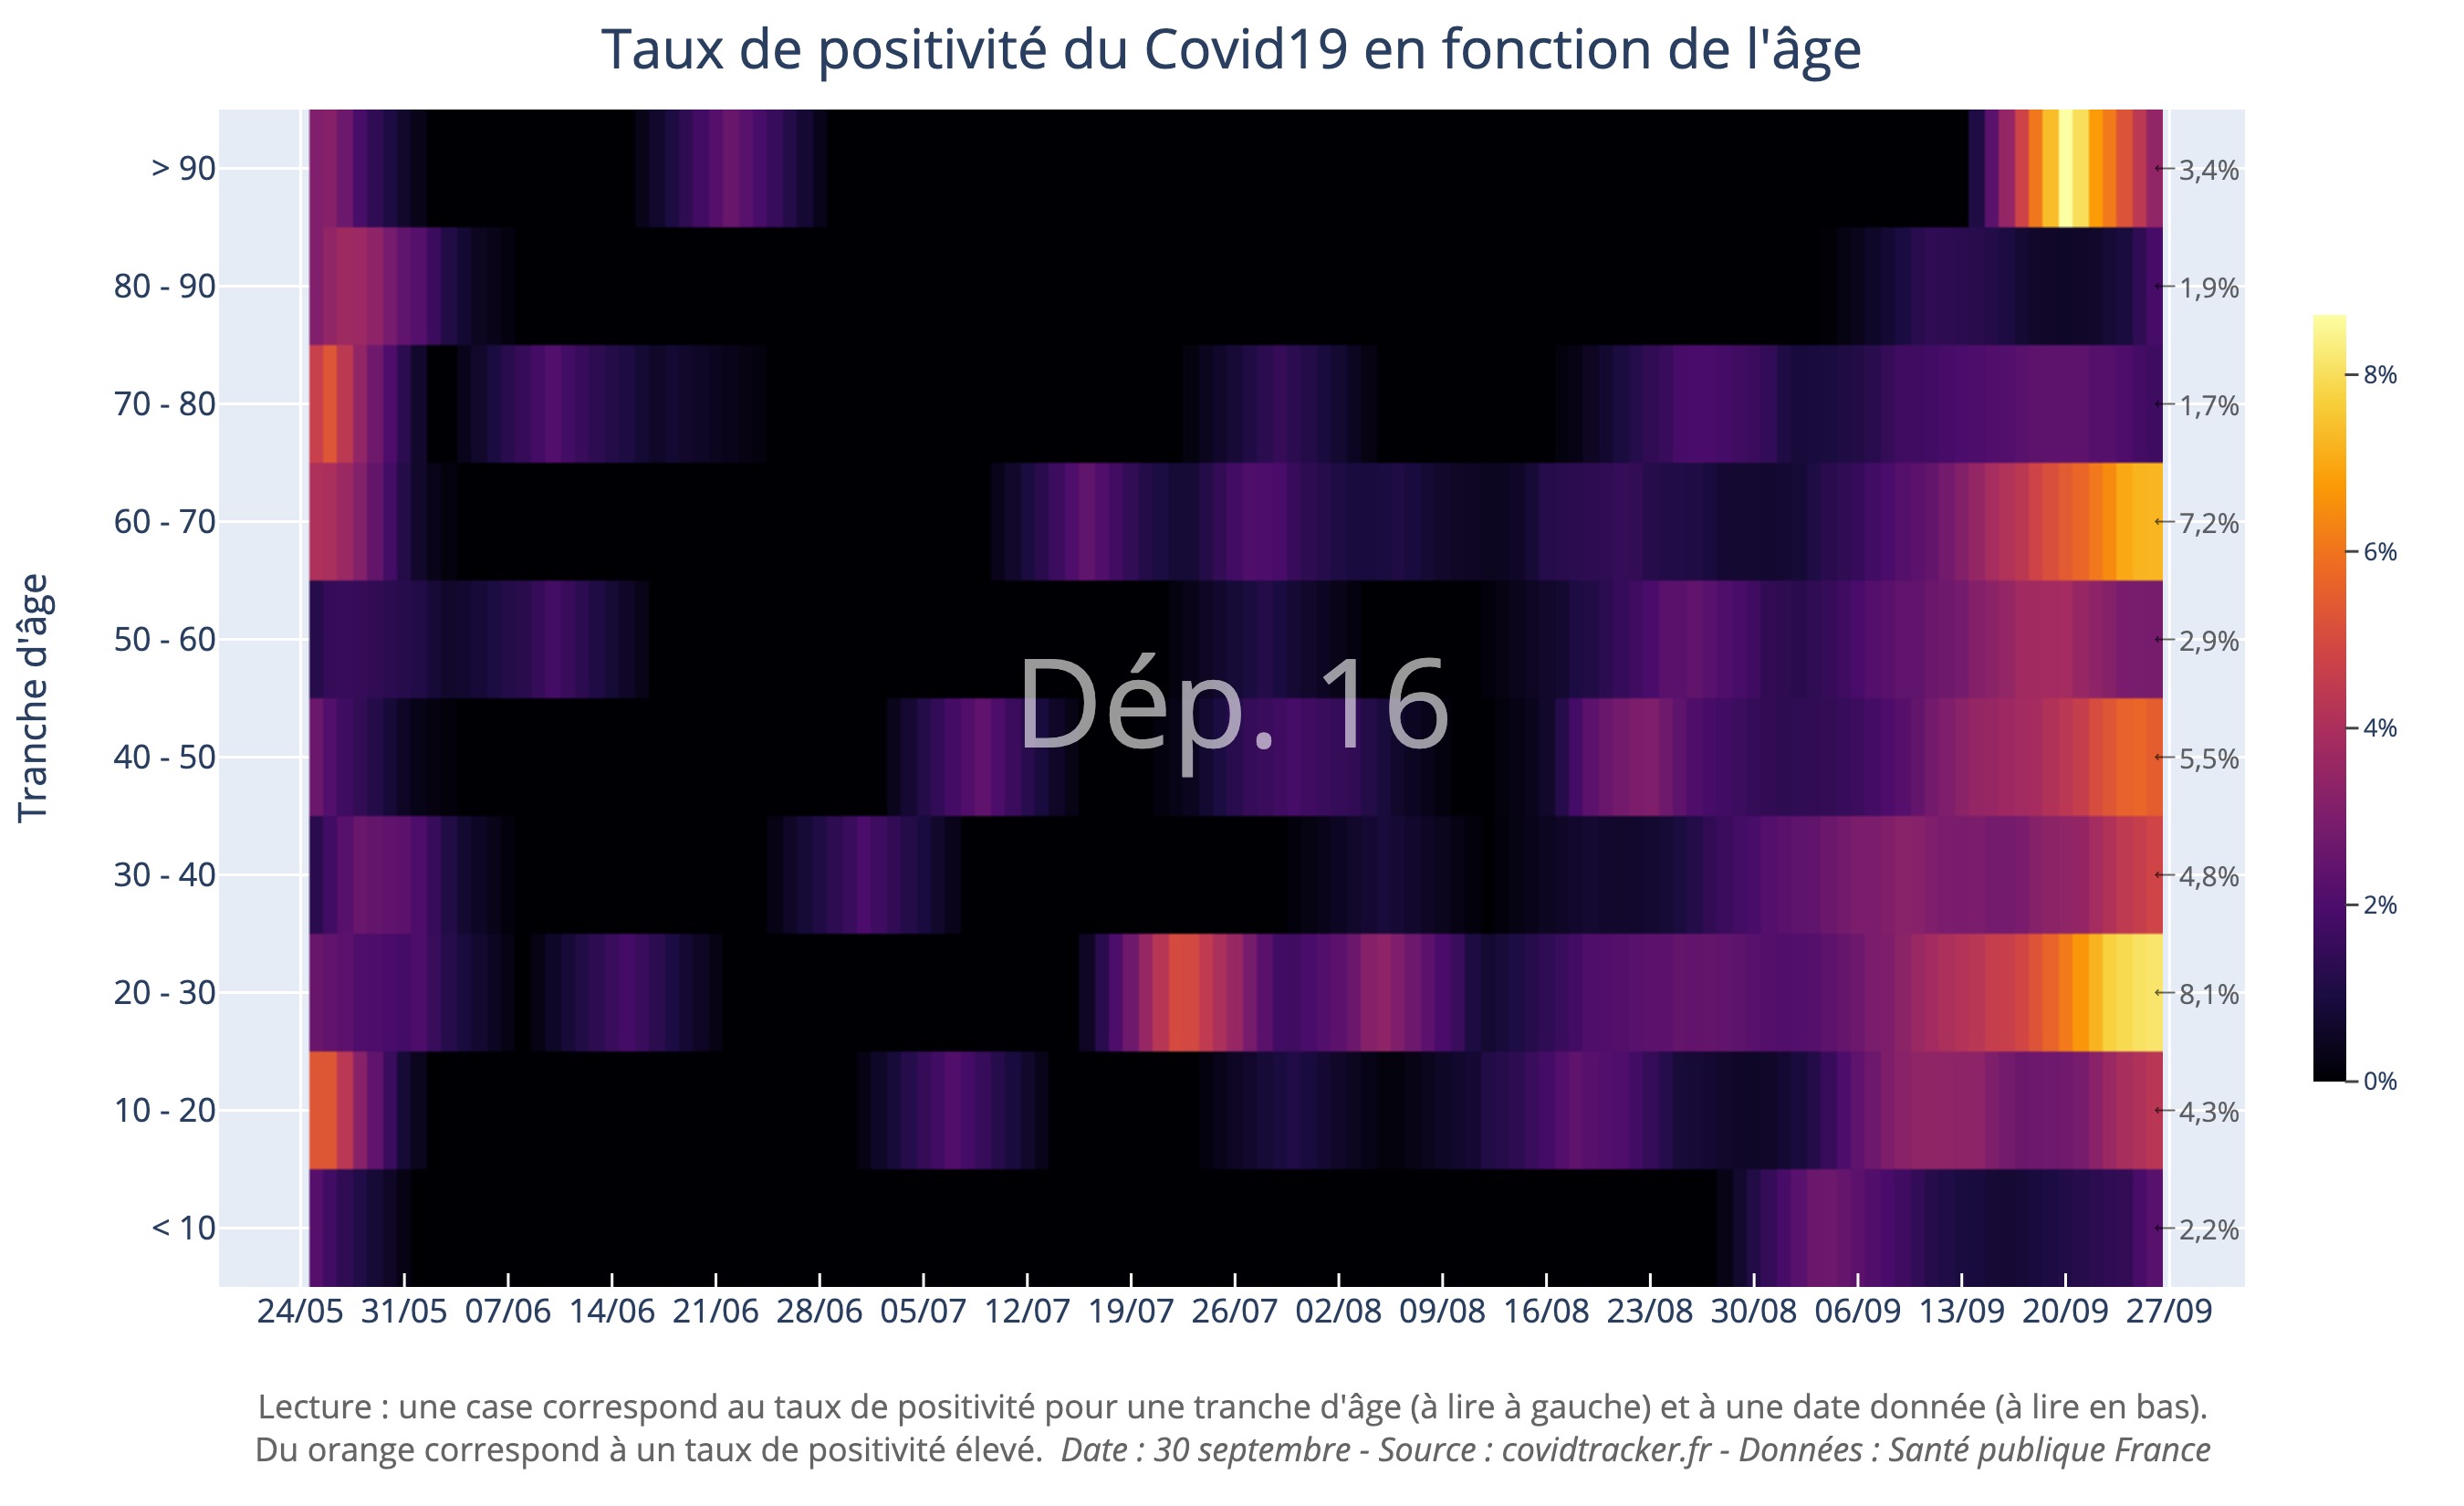 Taux de positivité du Covid19 en fonction de l'âge
Tranche d'âge
> 90
80 - 90
70 - 80
60 - 70
50 - 60
40 - 50
30 - 40
20 - 30
10 - 20
< 10
Dép. 16
3,4%
1,9%
1,7%
7,2%
2,9%
5,5%
4,8%
8,1%
4,3%
2,2%
8%
6%
4%
2%
0%
24/05 31/05 07/06 14/06 21/06 28/06 05/07 12/07 19/07 26/07 02/08 09/08 16/08 23/08 30/08 06/09 13/09 20/09 27/09
Lecture : une case correspond au taux de positivité pour une tranche d'âge (à lire à gauche) et à une date donnée (à lire en bas).
Du orange correspond à un taux de positivité élevé. Date : 30 septembre - Source : covidtracker.fr - Données : Santé publique France